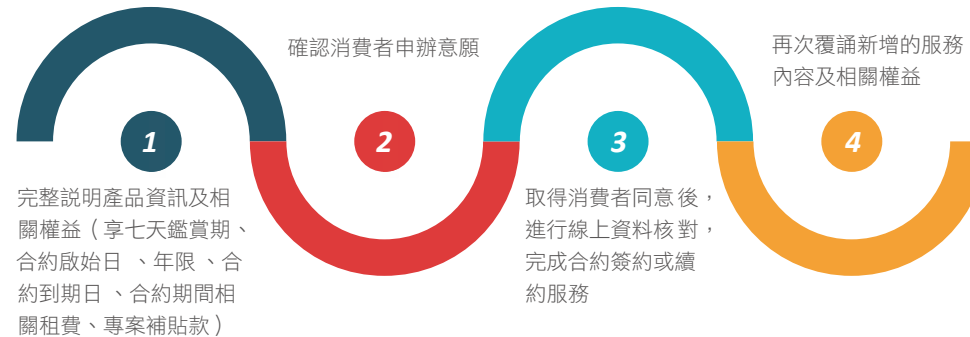 1
完整說明產品資訊及相
關權益（享七天鑑賞期、
合約啟始日、年限、合
約到期日、合約期間相
關租費、專案補貼款）
確認消費者申辦意願
2
3
取得消費者同意後，
進行線上資料核對，
完成合約簽約或續
約服務
再次覆誦新增的服務
內容及相關權益
4